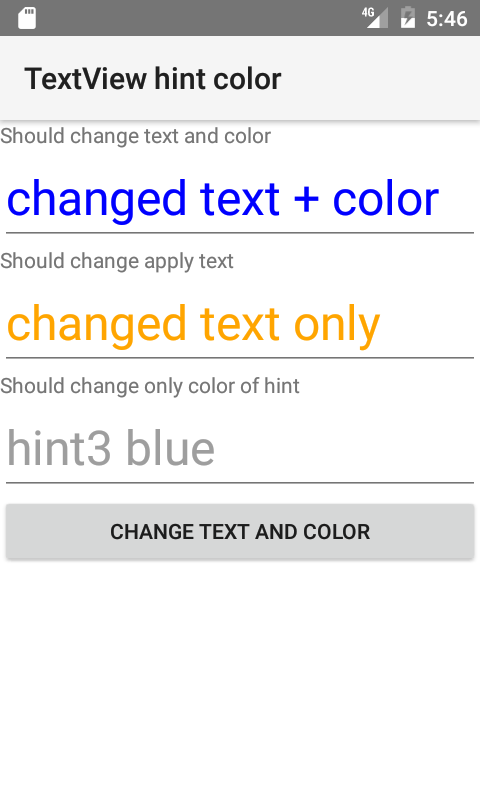 4G 5:46
TextView hint color
Should change text and color
changed text + color
Should change apply text
changed text only
Should change only color of hint
hint3 blue
CHANGE TEXT AND COLOR